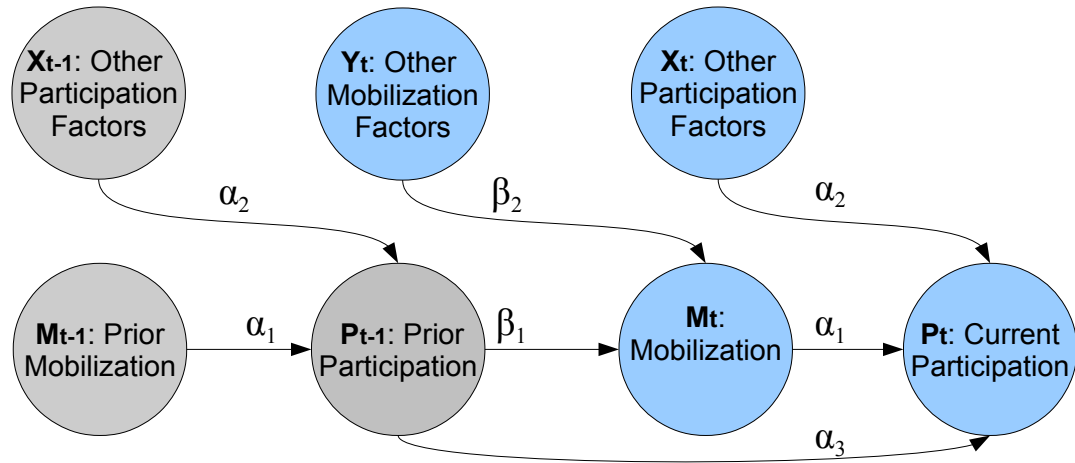 Xt-1: Other
Participation
Factors
Yt: Other
Mobilization
Factors
Xt: Other
Participation
Factors
α2
β2
α2
Mt-1: Prior
Mobilization
α1
Pt-1: Prior
Participation
β1
Mt:
Mobilization
α1
Pt: Current
Participation
α3